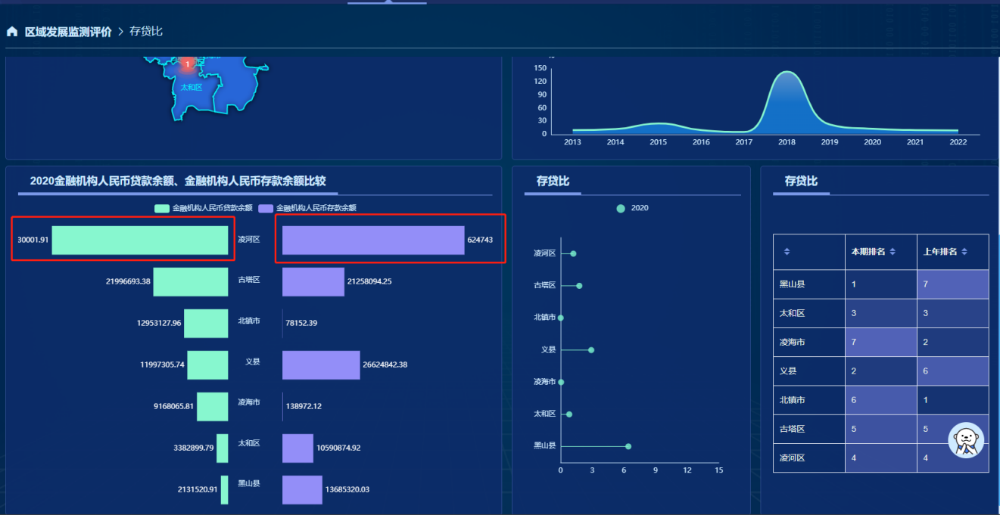 区域发展监测评价 > 存贷比
1
太和区
150
120
90
60
30
0
2013 2014 2015 2016 2017 2018 2019 2020 2021 2022
2020金融机构人民币贷款余额、金融机构人民币存款余额比较
金融机构人民币贷款余额 金融机构人民币存款余额
30001.91 凌河区 624743
21996693.38 古塔区 21258094.25
12953127.96 北镇市 78152.39
11997305.74 义县 26624842.38
9168065.81 凌海市 138972.12
3382899.79 太和区 10590874.92
2131520.91 黑山县 13685320.03
存贷比
2020
凌河区
古塔区
北镇市
义县
凌海市
太和区
黑山县
0 3 6 9 12 15
存贷比
本期排名 上年排名
黑山县 1 7
太和区 3 3
凌海市 7 2
义县 2 6
北镇市 6 1
古塔区 5 5
凌河区 4 4